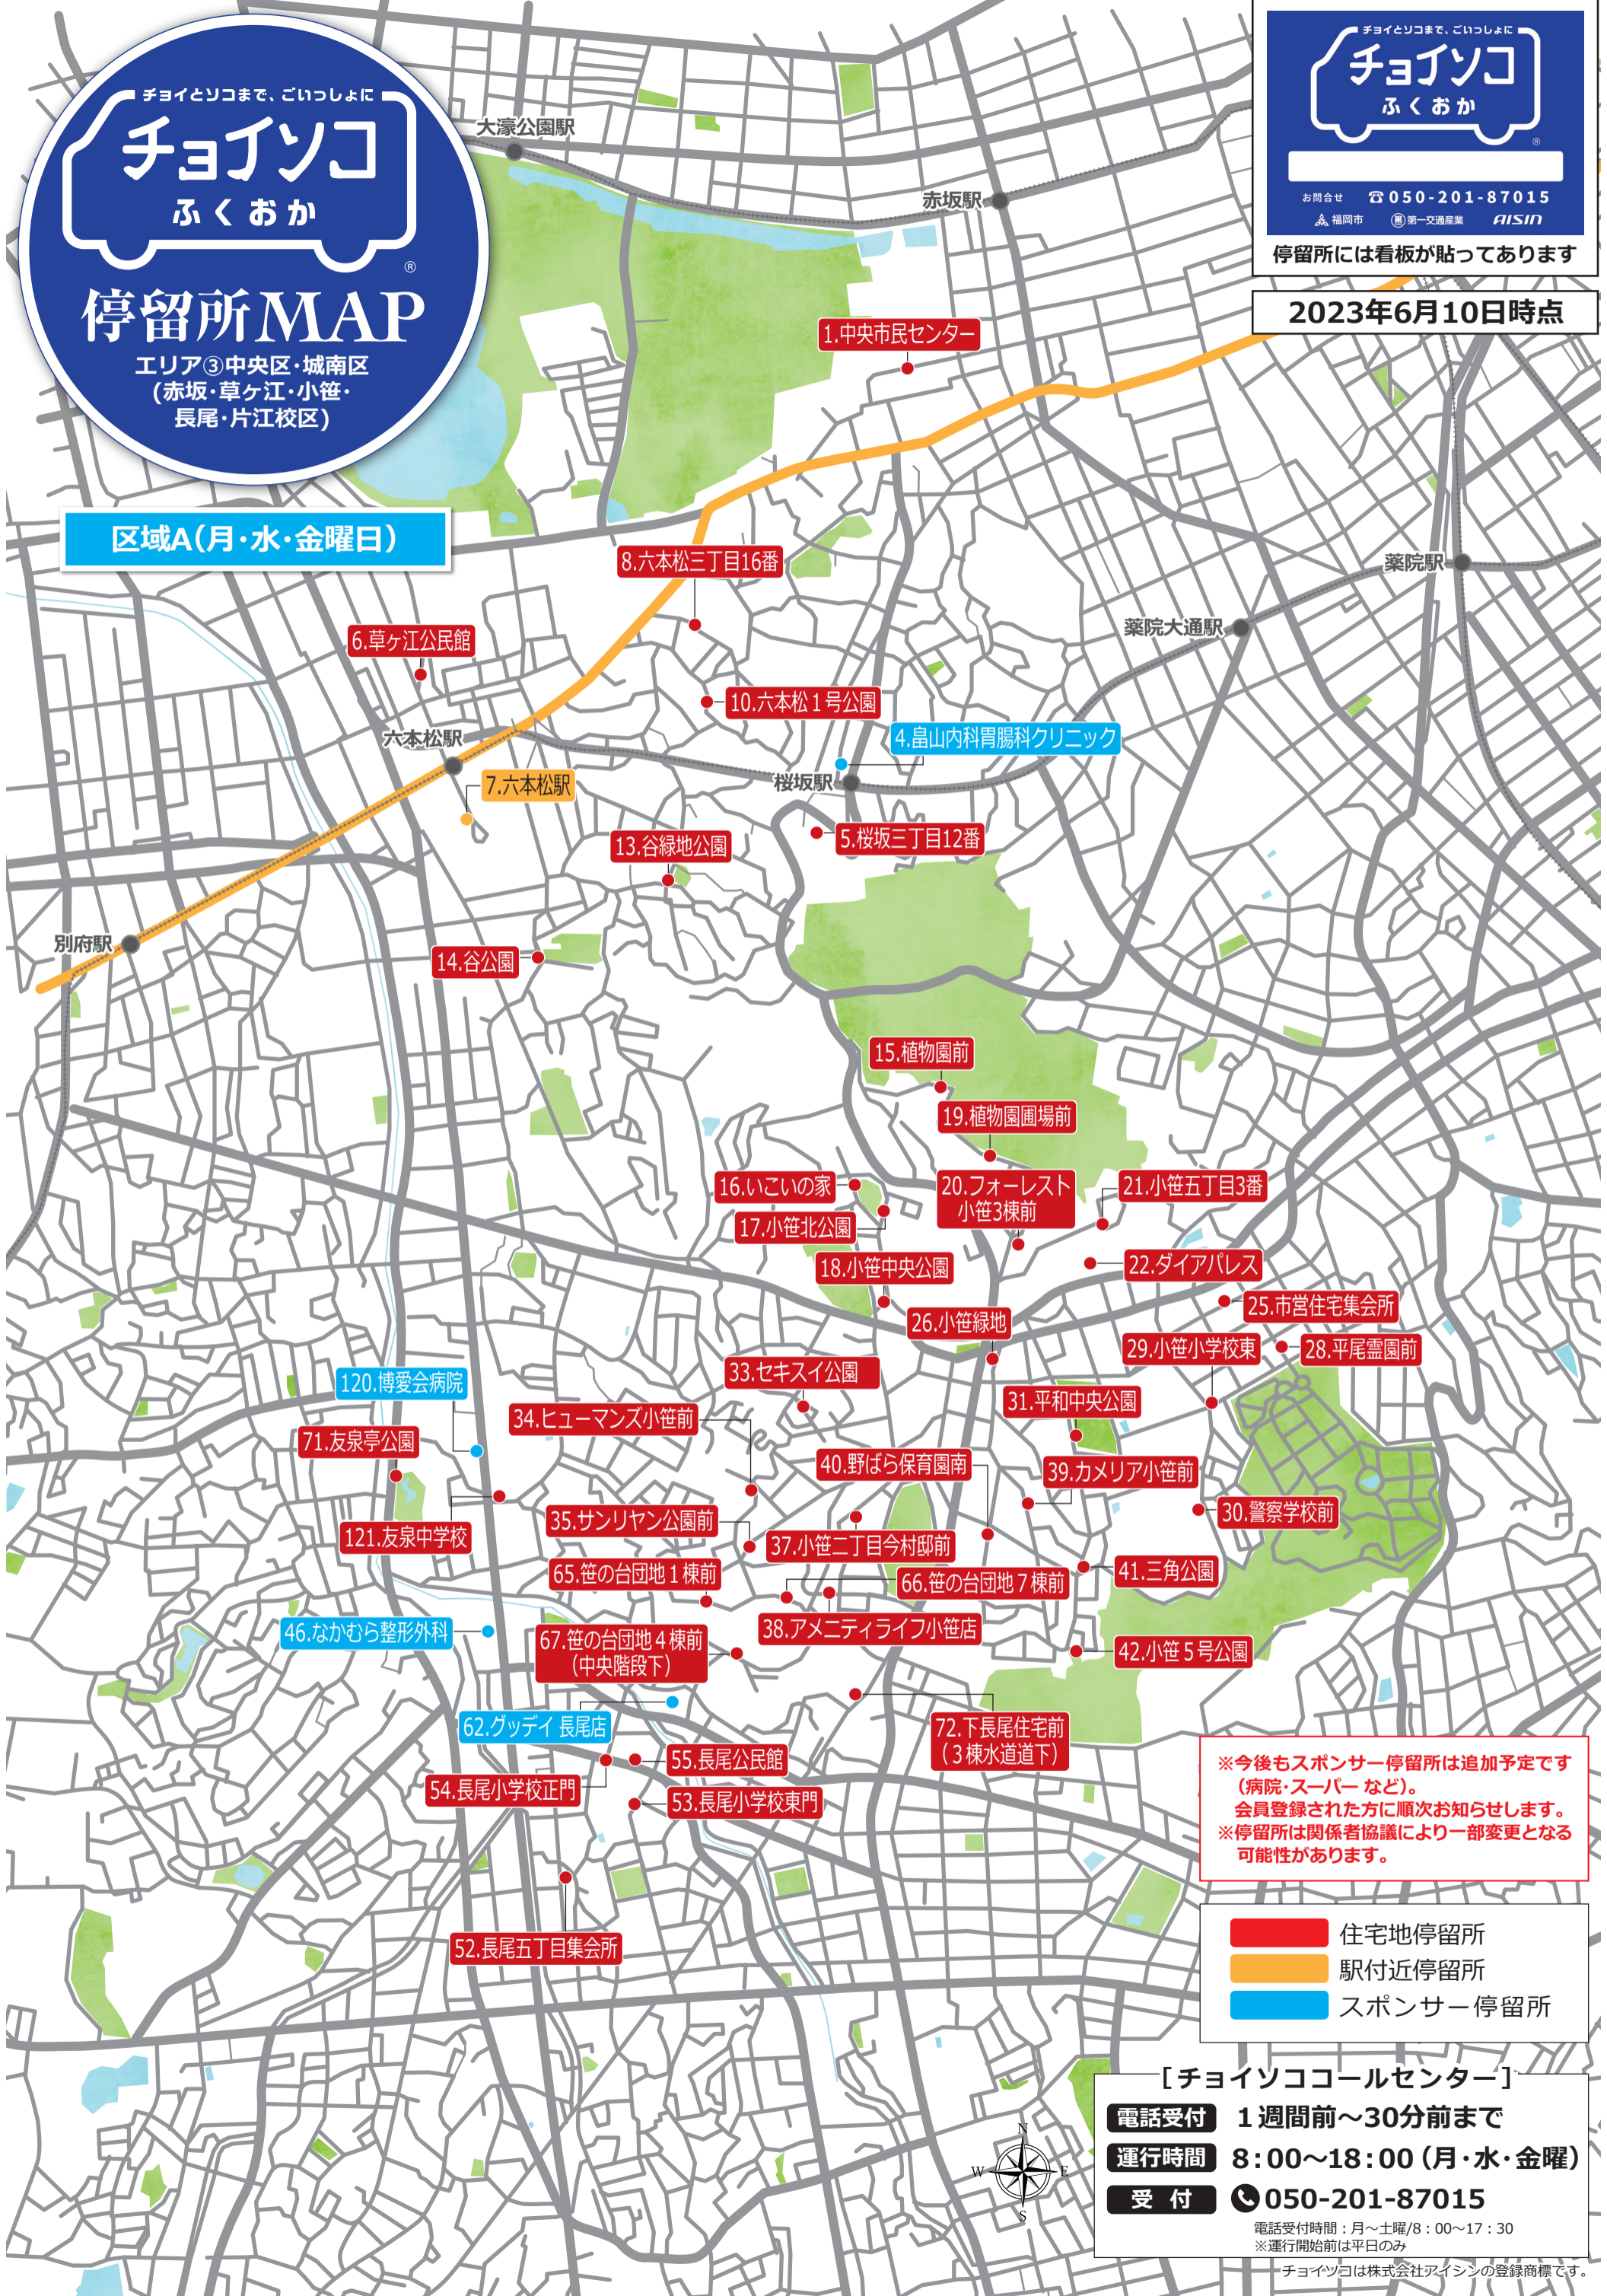 チョイとソコまで、ごいっしょに
チョイソコ
ふくおか
®
停留所MAP
エリア③中央区・城南区
(赤坂・草ヶ江・小笹・
長尾・片江校区)
区域A(月・水・金曜日)
チョイとソコまで、ごいっしょに
チョイソコ
ふくおか
®
お問合せ ☎050-201-87015
福岡市 第一交通産業 AISIN
停留所には看板が貼ってあります
2023年6月10日時点
大濠公園駅
赤坂駅
1.中央市民センター
8.六本松三丁目16番
薬院駅
薬院大通駅
6.草ヶ江公民館
10.六本松1号公園
六本松駅
4.畠山内科胃腸科クリニック
7.六本松駅
桜坂駅
5.桜坂三丁目12番
13.谷緑地公園
別府駅
14.谷公園
15.植物園前
19.植物園圃場前
16.いこいの家
20.フォーレスト
小笹3棟前
21.小笹五丁目3番
17.小笹北公園
18.小笹中央公園
22.ダイアパレス
25.市営住宅集会所
26.小笹緑地
29.小笹小学校東
28.平尾霊園前
33.セキスイ公園
120.博愛会病院
31.平和中央公園
34.ヒューマンズ小笹前
71.友泉亭公園
40.野ばら保育園南
39.カメリア小笹前
30.警察学校前
35.サンリヤン公園前
121.友泉中学校
37.小笹二丁目今村邸前
65.笹の台団地1棟前
66.笹の台団地7棟前
41.三角公園
38.アメニティライフ小笹店
46.なかむら整形外科
67.笹の台団地4棟前
(中央階段下)
42.小笹5号公園
62.グッデイ 長尾店
72.下長尾住宅前
(3棟水道道下)
55.長尾公民館
54.長尾小学校正門
53.長尾小学校東門
52.長尾五丁目集会所
※今後もスポンサー停留所は追加予定です
(病院・スーパー など)。
会員登録された方に順次お知らせします。
※停留所は関係者協議により一部変更となる
可能性があります。
住宅地停留所
駅付近停留所
スポンサー停留所
N
W E
S
[チョイソココールセンター]
電話受付 1週間前〜30分前まで
運行時間 8:00〜18:00(月・水・金曜)
受 付 050-201-87015
電話受付時間:月〜土曜/8:00〜17:30
※運行開始前は平日のみ
チョイソコは株式会社アイシンの登録商標です。